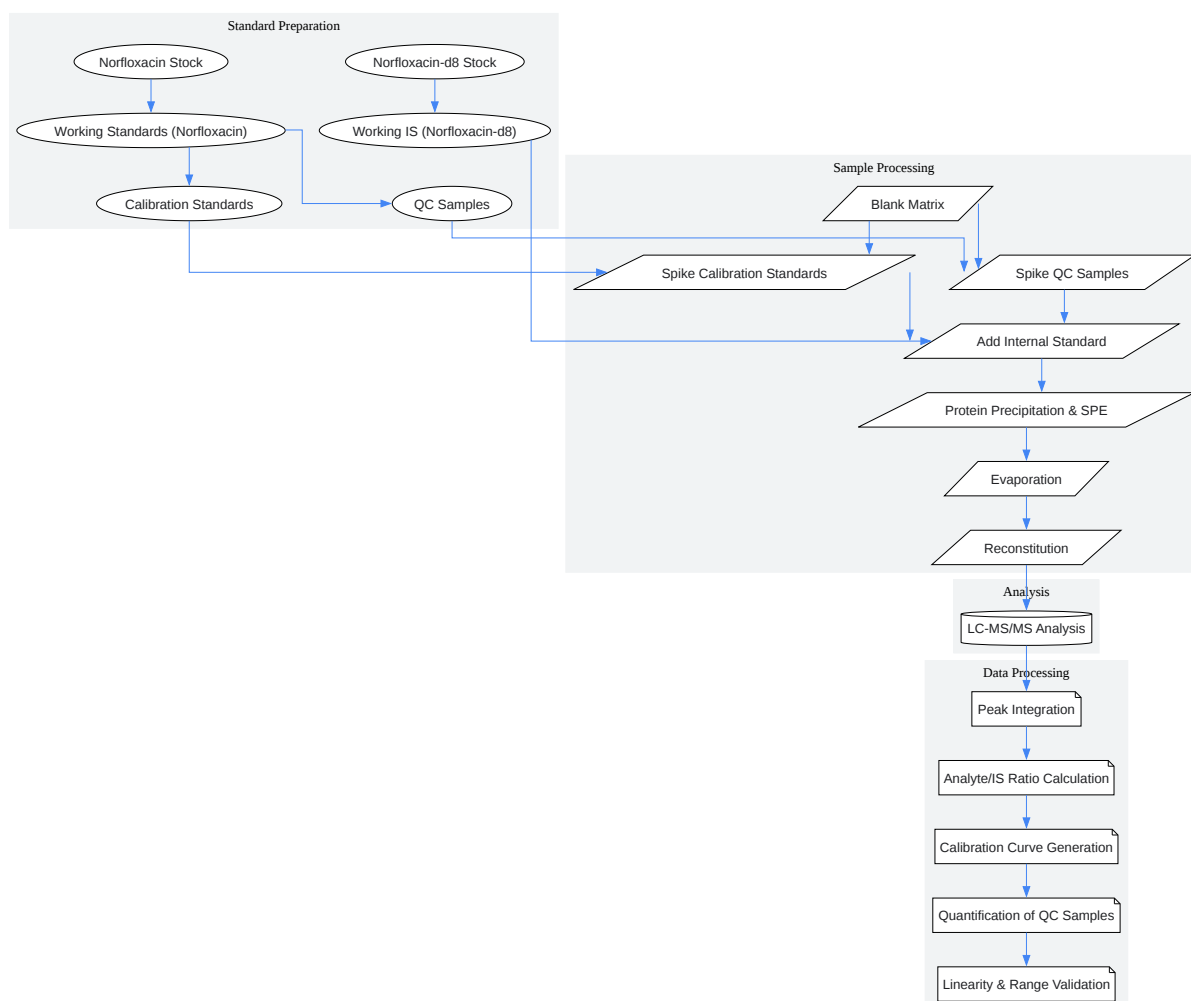 Standard Preparation
Norfloxacin Stock
Norfloxacin-d8 Stock
Working Standards (Norfloxacin)
Working IS (Norfloxacin-d8)
Calibration Standards
QC Samples
Sample Processing
Blank Matrix
Spike Calibration Standards
Spike QC Samples
Add Internal Standard
Protein Precipitation & SPE
Evaporation
Reconstitution
Analysis
LC-MS/MS Analysis
Data Processing
Peak Integration
Analyte/IS Ratio Calculation
Calibration Curve Generation
Quantification of QC Samples
Linearity & Range Validation